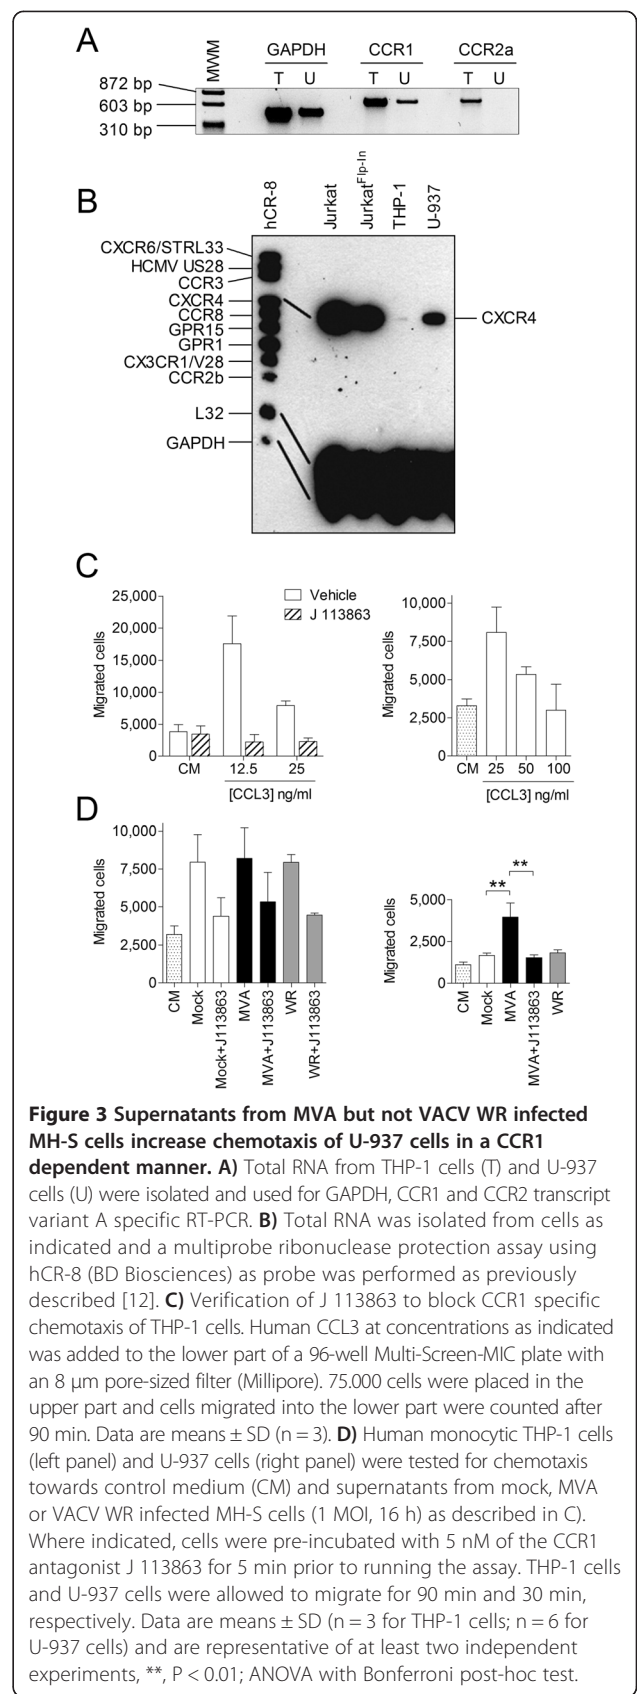 A
MWM
GAPDH CCR1 CCR2a
T U T U T U
872 bp
603 bp
310 bp
B
hCR-8
Jurkat
Jurkat^Flp-In
THP-1
U-937
CXCR6/STRL33
HCMV US28
CCR3
CXCR4
CCR8
GPR15
GPR1
CX3CR1/V28
CCR2b
L32
GAPDH
CXCR4
C
Migrated cells
25,000
20,000
15,000
10,000
5,000
0
Vehicle
J 113863
CM 12.5 25
[CCL3] ng/ml
Migrated cells
10,000
7,500
5,000
2,500
0
CM 25 50 100
[CCL3] ng/ml
D
Migrated cells
10,000
7,500
5,000
2,500
0
CM
Mock
Mock+J113863
MVA
MVA+J113863
WR
WR+J113863
Migrated cells
5,000
2,500
0
** **
CM
Mock
MVA
MVA+J113863
WR
Figure 3 Supernatants from MVA but not VACV WR infected
MH-S cells increase chemotaxis of U-937 cells in a CCR1
dependent manner. A) Total RNA from THP-1 cells (T) and U-937
cells (U) were isolated and used for GAPDH, CCR1 and CCR2 transcript
variant A specific RT-PCR. B) Total RNA was isolated from cells as
indicated and a multiprobe ribonuclease protection assay using
hCR-8 (BD Biosciences) as probe was performed as previously
described [12]. C) Verification of J 113863 to block CCR1 specific
chemotaxis of THP-1 cells. Human CCL3 at concentrations as indicated
was added to the lower part of a 96-well Multi-Screen-MIC plate with
an 8 μm pore-sized filter (Millipore). 75.000 cells were placed in the
upper part and cells migrated into the lower part were counted after
90 min. Data are means ± SD (n = 3). D) Human monocytic THP-1 cells
(left panel) and U-937 cells (right panel) were tested for chemotaxis
towards control medium (CM) and supernatants from mock, MVA
or VACV WR infected MH-S cells (1 MOI, 16 h) as described in C).
Where indicated, cells were pre-incubated with 5 nM of the CCR1
antagonist J 113863 for 5 min prior to running the assay. THP-1 cells
and U-937 cells were allowed to migrate for 90 min and 30 min,
respectively. Data are means ± SD (n = 3 for THP-1 cells; n = 6 for
U-937 cells) and are representative of at least two independent
experiments, **, P < 0.01; ANOVA with Bonferroni post-hoc test.